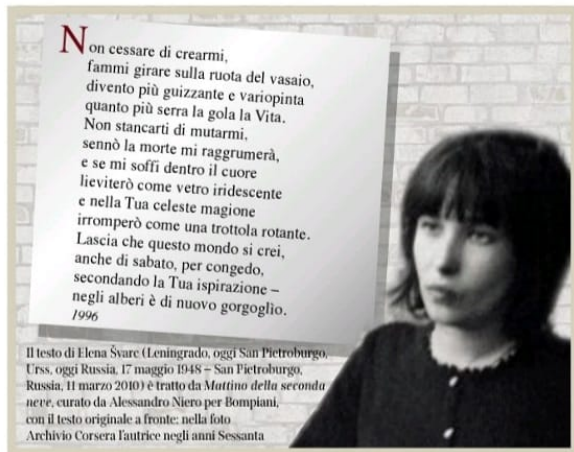 Non cessare di crearmi,
fammi girare sulla ruota del vasaio,
divento più guizzante e variopinta
quanto più serra la gola la Vita.
Non stancarti di mutarmi,
sennò la morte mi raggrumerà,
e se mi soffi dentro il cuore
lieviterò come vetro iridescente
e nella Tua celeste magione
irromperò come una trottola rotante.
Lascia che questo mondo si crei,
anche di sabato, per congedo,
secondando la Tua ispirazione –
negli alberi è di nuovo gorgoglio.
1996
Il testo di Elena Švarc (Leningrado, oggi San Pietroburgo,
Urss, oggi Russia, 17 maggio 1948 – San Pietroburgo,
Russia, 11 marzo 2010) è tratto da Mattino della seconda
neve, curato da Alessandro Niero per Bompiani,
con il testo originale a fronte; nella foto
Archivio Corsera l'autrice negli anni Sessanta